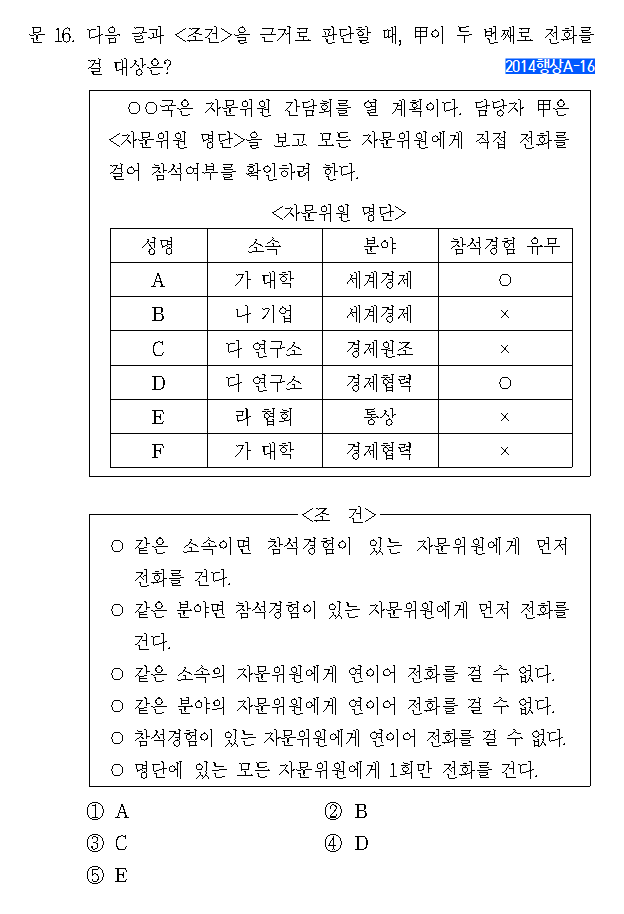 문 16. 다음 글과 <조건>을 근거로 판단할 때, 甲이 두 번째로 전화를
걸 대상은?
2014행상A-16
○○국은 자문위원 간담회를 열 계획이다. 담당자 甲은
<자문위원 명단>을 보고 모든 자문위원에게 직접 전화를
걸어 참석여부를 확인하려 한다.
<자문위원 명단>
성명 소속 분야 참석경험 유무
A 가 대학 세계경제 ○
B 나 기업 세계경제 ×
C 다 연구소 경제원조 ×
D 다 연구소 경제협력 ○
E 라 협회 통상 ×
F 가 대학 경제협력 ×
<조 건>
○ 같은 소속이면 참석경험이 있는 자문위원에게 먼저
전화를 건다.
○ 같은 분야면 참석경험이 있는 자문위원에게 먼저 전화를
건다.
○ 같은 소속의 자문위원에게 연이어 전화를 걸 수 없다.
○ 같은 분야의 자문위원에게 연이어 전화를 걸 수 없다.
○ 참석경험이 있는 자문위원에게 연이어 전화를 걸 수 없다.
○ 명단에 있는 모든 자문위원에게 1회만 전화를 건다.
① A ② B
③ C ④ D
⑤ E